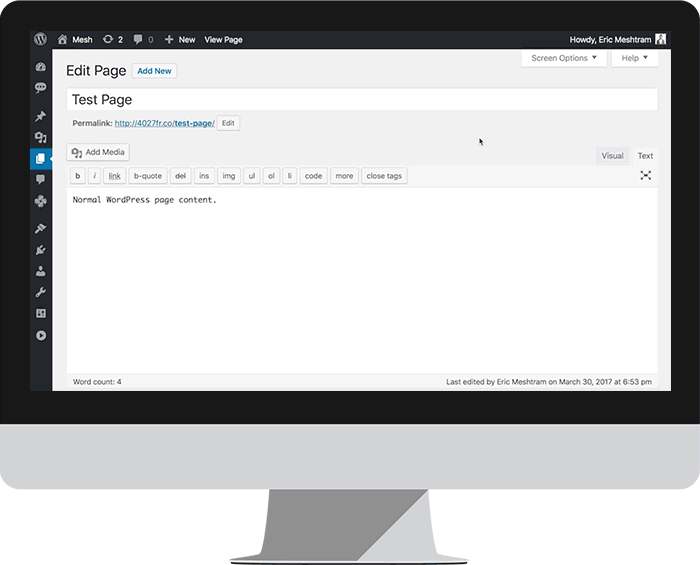 Mesh 2 0 New View Page Howdy, Eric Meshtram
Screen Options Help
Edit Page Add New
Test Page
Permalink: http://4027fr.co/test-page/ Edit
Add Media Visual Text
b i link b-quote del ins img ul ol li code more close tags
Normal WordPress page content.
Word count: 4 Last edited by Eric Meshtram on March 30, 2017 at 6:53 pm